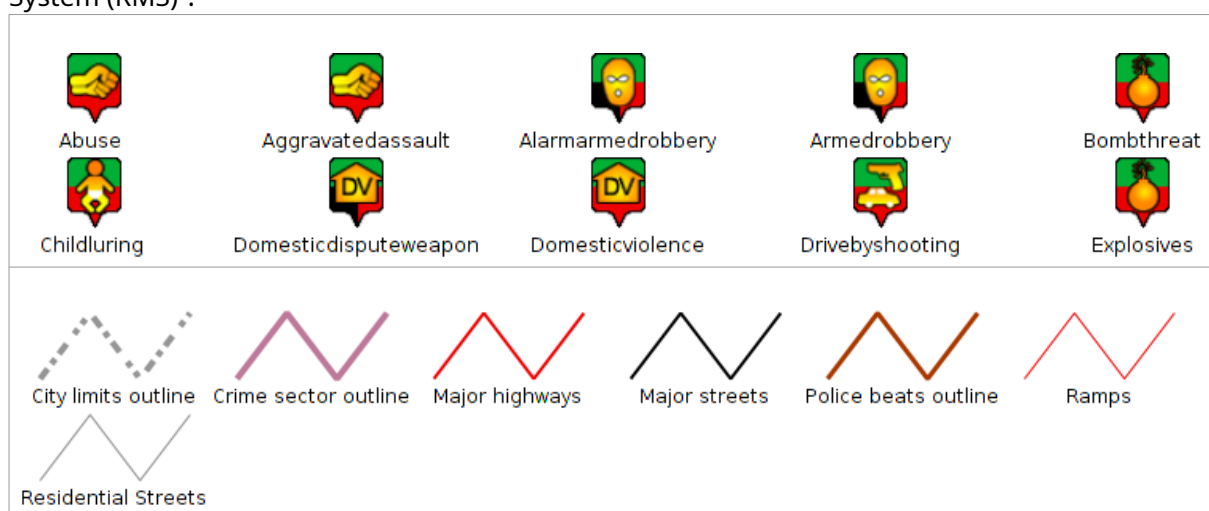 System (RMS) .
Abuse Aggravatedassault Alarmarmedrobbery Armedrobbery Bombthreat
DV DV
Childluring Domesticdisputeweapon Domesticviolence Drivebyshooting Explosives
City limits outline Crime sector outline Major highways Major streets Police beats outline Ramps
Residential Streets